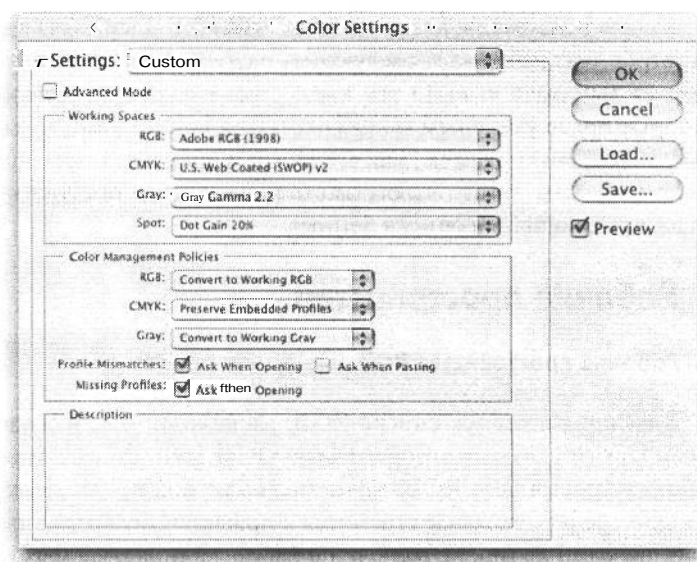 Color Settings
Settings: Custom
OK
Advanced Mode
Cancel
Working Spaces
RGB: Adobe RGB (1998)
Load...
CMYK: U.S. Web Coated (SWOP) v2
Save...
Gray: Gray Gamma 2.2
Spot: Dot Gain 20%
Preview
Color Management Policies
RGB: Convert to Working RGB
CMYK: Preserve Embedded Profiles
Gray: Convert to Working Gray
Profile Mismatches: Ask When Opening Ask When Pasting
Missing Profiles: Ask fthen Opening
Description